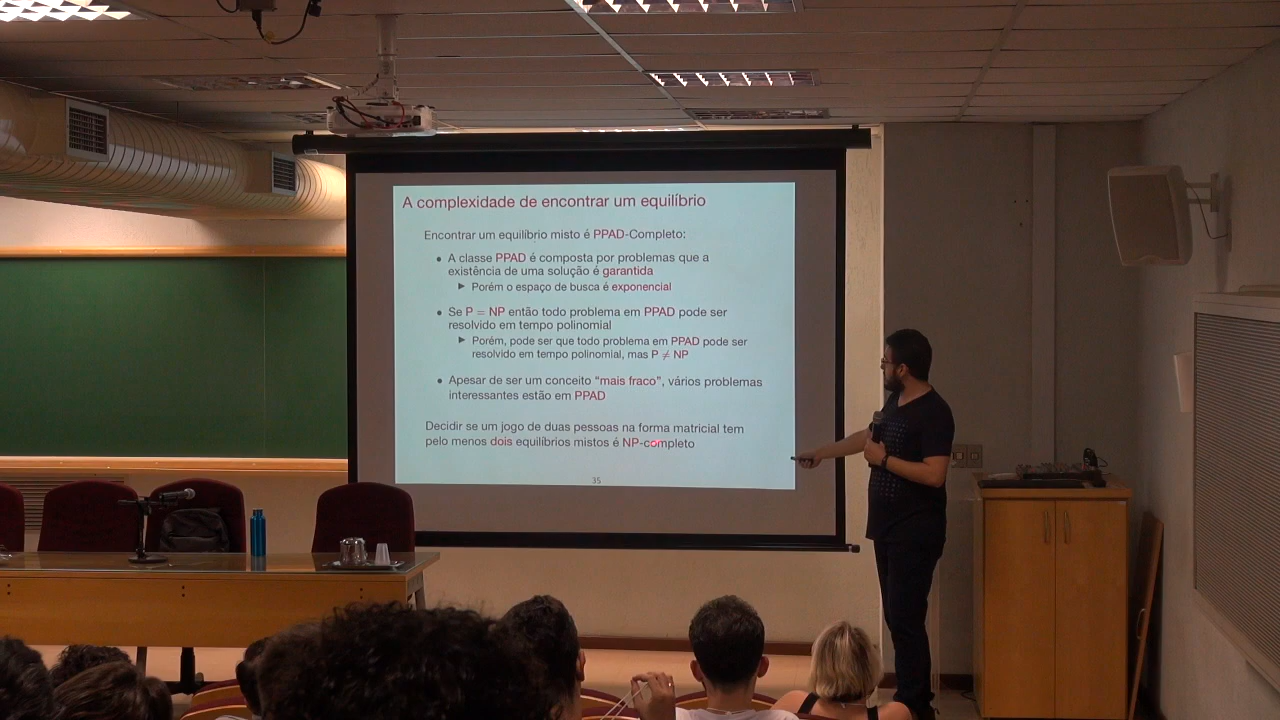 A complexidade de encontrar um equilíbrio
Encontrar um equilíbrio misto é PPAD-Completo:
• A classe PPAD é composta por problemas que a
existência de uma solução é garantida
▶ Porém o espaço de busca é exponencial
• Se P = NP então todo problema em PPAD pode ser
resolvido em tempo polinomial
▶ Porém, pode ser que todo problema em PPAD pode ser
resolvido em tempo polinomial, mas P ≠ NP
• Apesar de ser um conceito “mais fraco”, vários problemas
interessantes estão em PPAD
Decidir se um jogo de duas pessoas na forma matricial tem
pelo menos dois equilíbrios mistos é NP-completo
35